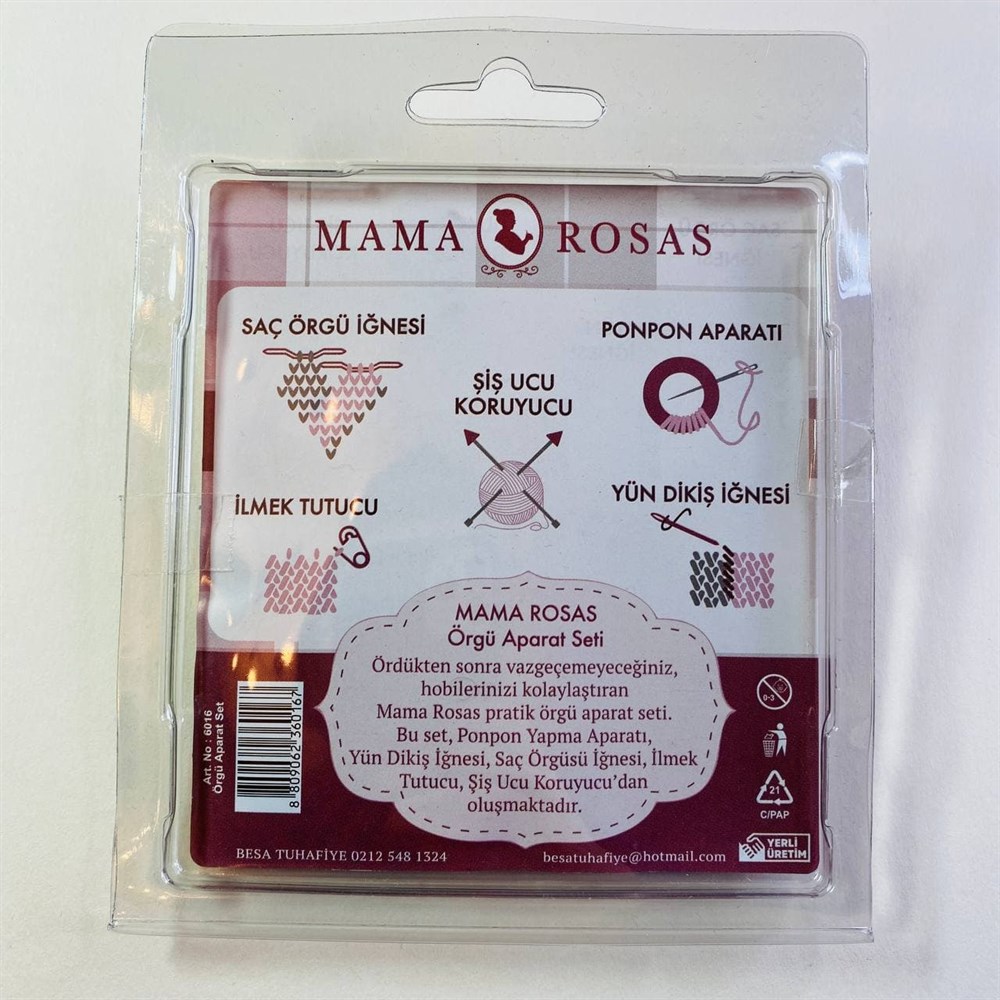 MAMA ROSAS
SAÇ ÖRGÜ İĞNESİ
PONPON APARATI
ŞİŞ UCU
KORUYUCU
İLMEK TUTUCU
YÜN DİKİŞ İĞNESİ
MAMA ROSAS
Örgü Aparat Seti
Ördükten sonra vazgeçemeyeceğiniz,
hobilerinizi kolaylaştıran
Mama Rosas pratik örgü aparat seti.
Bu set, Ponpon Yapma Aparatı,
Yün Dikiş İğnesi, Saç Örgüsü İğnesi, İlmek
Tutucu, Şiş Ucu Koruyucu'dan
oluşmaktadır.
Art. No : 6016
Örgü Aparat Set
8 809062 360167
0-3
21
C/PAP
YERLİ
ÜRETİM
BESA TUHAFİYE 0212 548 1324
besatuhafiye@hotmail.com